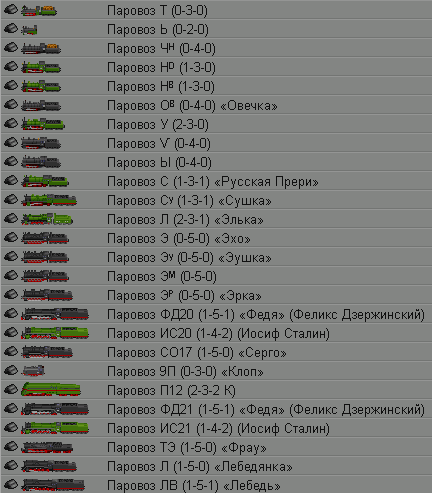 Паровоз Т (0-3-0)
Паровоз Ь (0-2-0)
Паровоз Чᴴ (0-4-0)
Паровоз Нᴰ (1-3-0)
Паровоз Нᴮ (1-3-0)
Паровоз Оᴮ (0-4-0) «Овечка»
Паровоз У (2-3-0)
Паровоз Ѵ (0-4-0)
Паровоз Ы (0-4-0)
Паровоз С (1-3-1) «Русская Прери»
Паровоз Су (1-3-1) «Сушка»
Паровоз Л (2-3-1) «Элька»
Паровоз Э (0-5-0) «Эхо»
Паровоз Эу (0-5-0) «Эушка»
Паровоз Эᴹ (0-5-0)
Паровоз Эᴾ (0-5-0) «Эрка»
Паровоз ФД20 (1-5-1) «Федя» (Феликс Дзержинский)
Паровоз ИС20 (1-4-2) (Иосиф Сталин)
Паровоз СО17 (1-5-0) «Серго»
Паровоз 9П (0-3-0) «Клоп»
Паровоз П12 (2-3-2 К)
Паровоз ФД21 (1-5-1) «Федя» (Феликс Дзержинский)
Паровоз ИС21 (1-4-2) (Иосиф Сталин)
Паровоз ТЭ (1-5-0) «Фрау»
Паровоз Л (1-5-0) «Лебедянка»
Паровоз ЛВ (1-5-1) «Лебедь»